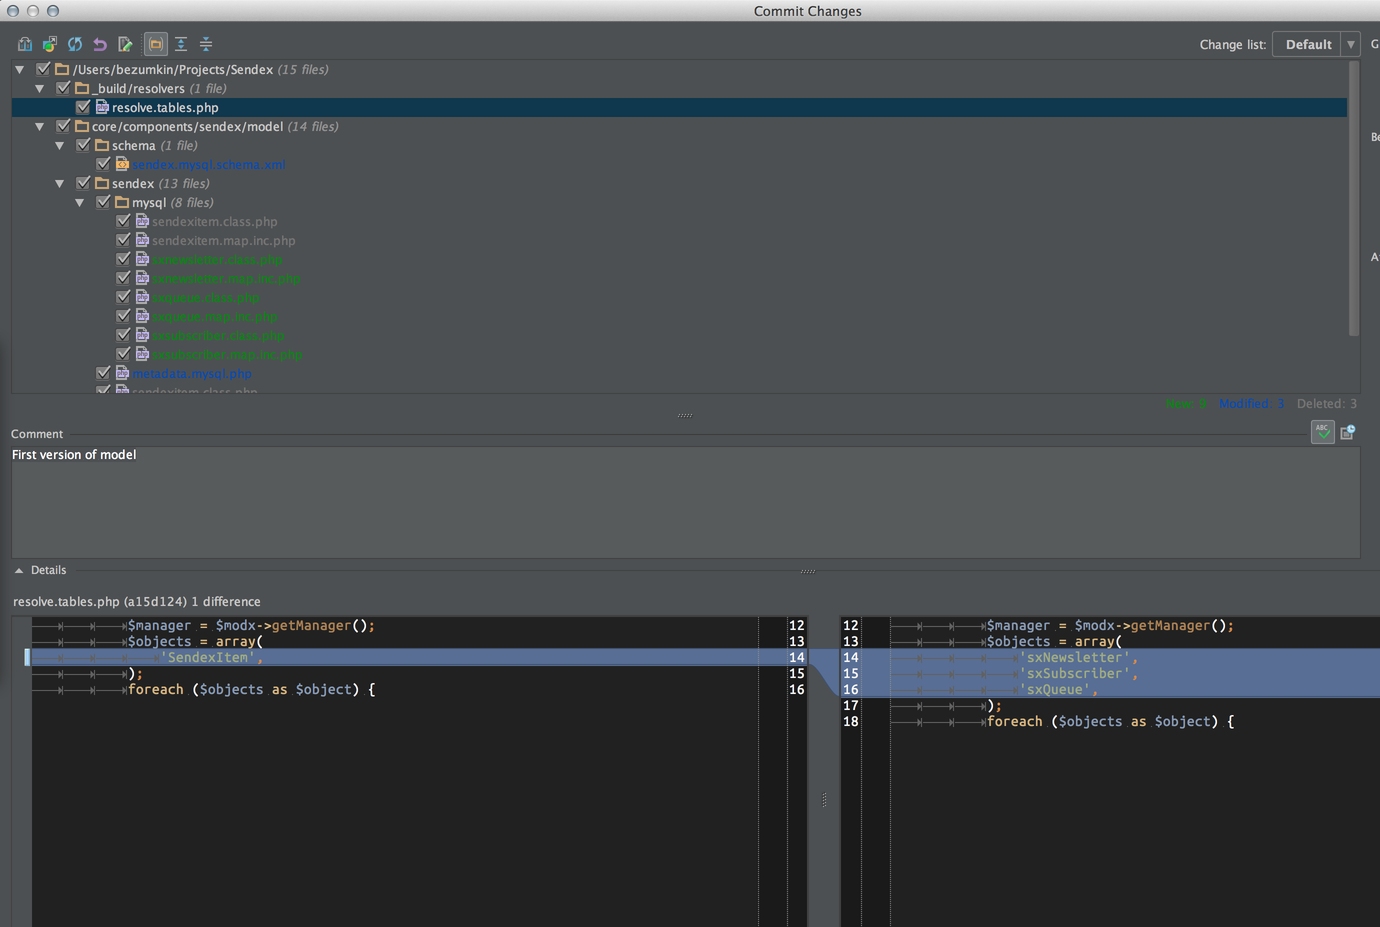 Commit Changes
Change list: Default G
/Users/bezumkin/Projects/Sendex (15 files)
_build/resolvers (1 file)
resolve.tables.php
core/components/sendex/model (14 files)
Be
schema (1 file)
sendex.mysql.schema.xml
sendex (13 files)
mysql (8 files)
sendexitem.class.php
sendexitem.map.inc.php
sxnewsletter.class.php
sxnewsletter.map.inc.php
sxqueue.class.php
sxqueue.map.inc.php
sxsubscriber.class.php
sxsubscriber.map.inc.php
metadata.mysql.php
sendexitem.class.php
New: 9 Modified: 3 Deleted: 3
Comment
ABC
First version of model
Details
resolve.tables.php (a15d124) 1 difference
$manager = $modx->getManager(); 12
$objects = array( 13
'SendexItem', 14
); 15
foreach ($objects as $object) { 16
12 $manager = $modx->getManager();
13 $objects = array(
14 'sxNewsletter',
15 'sxSubscriber',
16 'sxQueue',
17 );
18 foreach ($objects as $object) {